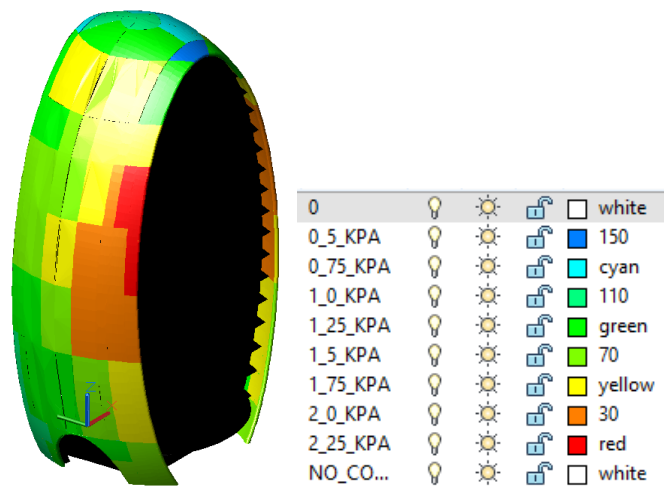 0 white
0_5_KPA 150
0_75_KPA cyan
1_0_KPA 110
1_25_KPA green
1_5_KPA 70
1_75_KPA yellow
2_0_KPA 30
2_25_KPA red
NO_CO... white
Z
X